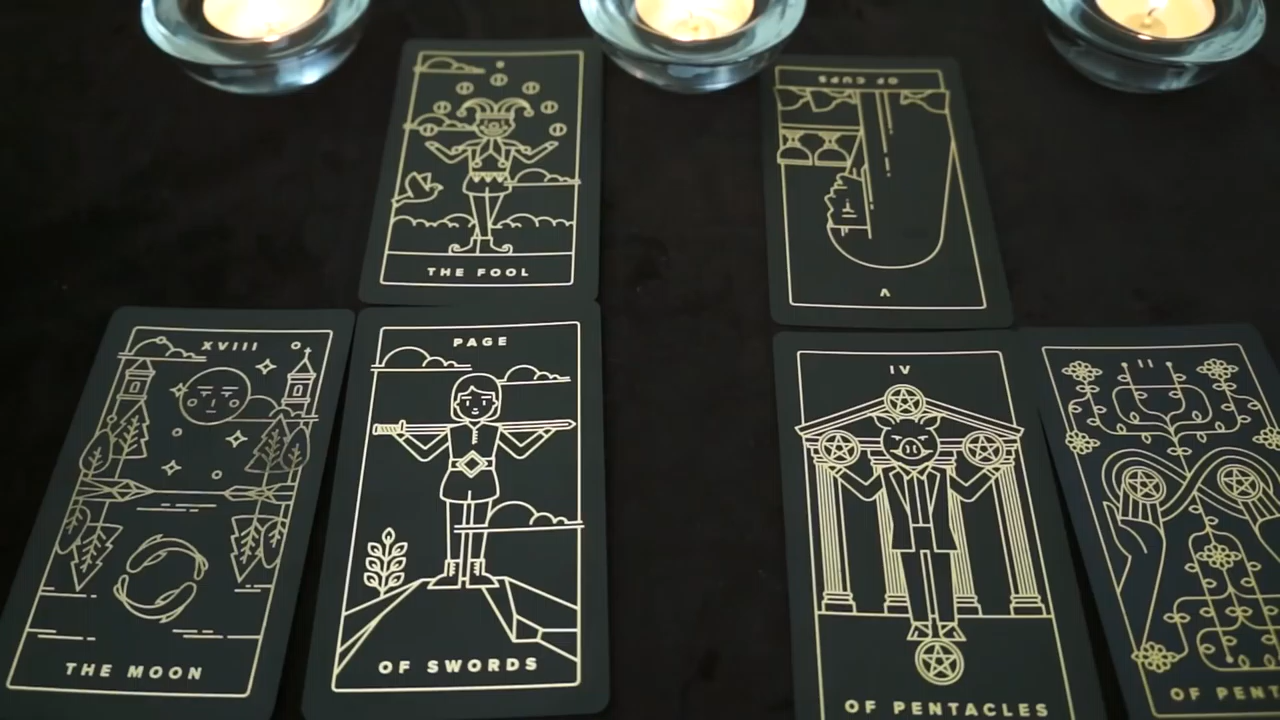 THE FOOL
OF CUPS
V
XVIII
THE MOON
PAGE
OF SWORDS
IV
OF PENTACLES
II
OF PENT